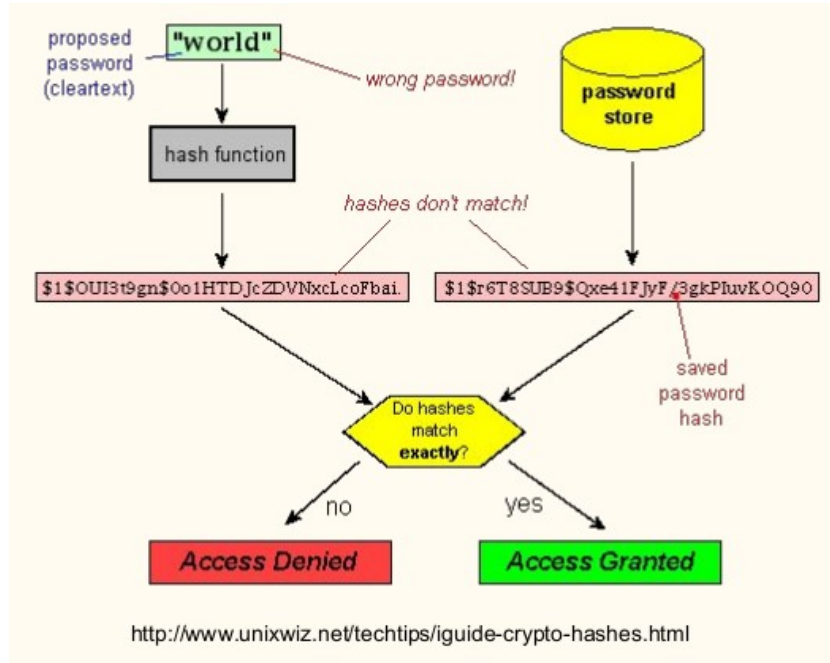 proposed
password
(cleartext)
"world"
wrong password!
password
store
hash function
hashes don't match!
$1$OUI3t9gn$0o1HTDJcZDVNxcLcoFbai.
$1$r6T8SUB9$Qxe41FJyF/3gkPIuvKOQ90
saved
password
hash
Do hashes
match
exactly?
no
yes
Access Denied
Access Granted
http://www.unixwiz.net/techtips/iguide-crypto-hashes.html